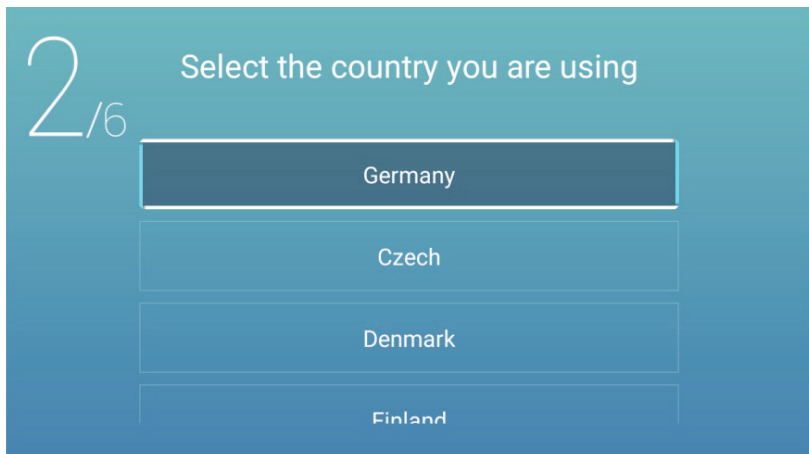 2/6
Select the country you are using
Germany
Czech
Denmark
Finland